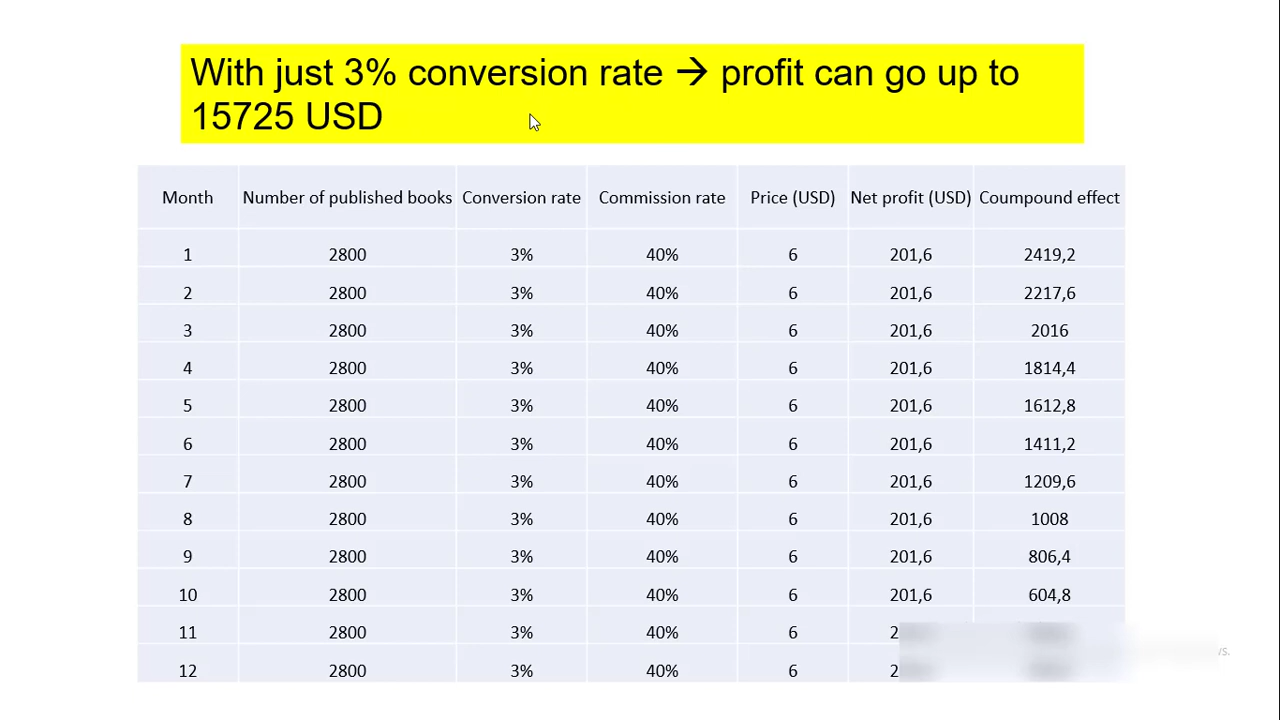 With just 3% conversion rate → profit can go up to
15725 USD
Month Number of published books Conversion rate Commission rate Price (USD) Net profit (USD) Coumpound effect
1 2800 3% 40% 6 201,6 2419,2
2 2800 3% 40% 6 201,6 2217,6
3 2800 3% 40% 6 201,6 2016
4 2800 3% 40% 6 201,6 1814,4
5 2800 3% 40% 6 201,6 1612,8
6 2800 3% 40% 6 201,6 1411,2
7 2800 3% 40% 6 201,6 1209,6
8 2800 3% 40% 6 201,6 1008
9 2800 3% 40% 6 201,6 806,4
10 2800 3% 40% 6 201,6 604,8
11 2800 3% 40% 6
12 2800 3% 40% 6